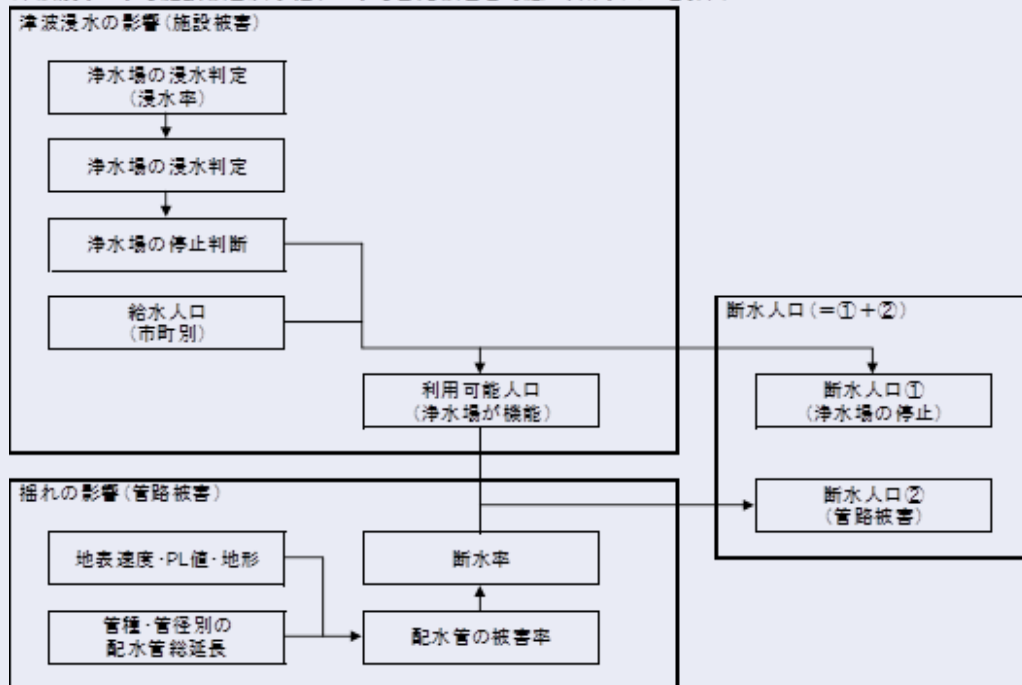 津波浸水の影響(施設被害)
浄水場の浸水判定
(浸水率)
浄水場の浸水判定
浄水場の停止判断
給水人口
(市町別)
利用可能人口
(浄水場が機能)
断水人口(=①+②)
断水人口①
(浄水場の停止)
断水人口②
(管路被害)
揺れの影響(管路被害)
地表速度・PL値・地形
管種・管径別の
配水管総延長
断水率
配水管の被害率